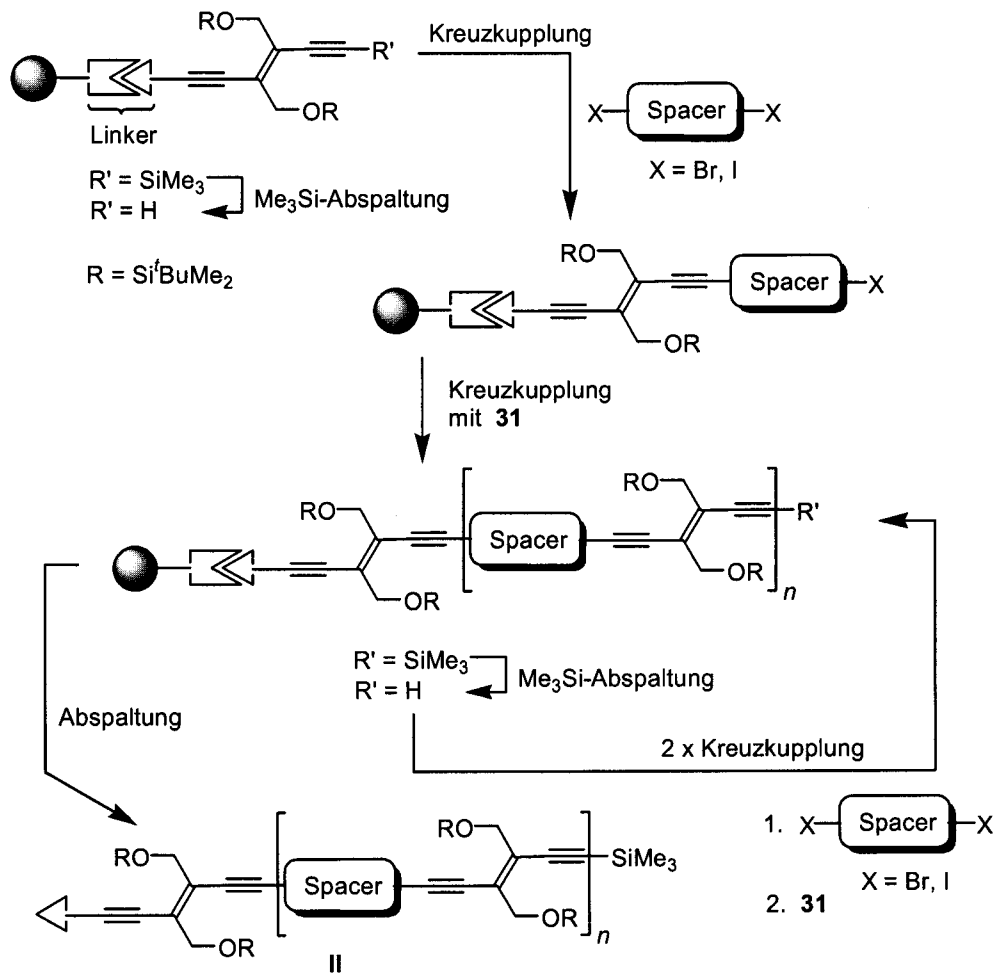 RO
Kreuzkupplung
R'
OR
Linker
X Spacer X
X = Br, I
R' = SiMe₃
R' = H
Me₃Si-Abspaltung
R = SiᵗBuMe₂
RO
Spacer X
OR
Kreuzkupplung
mit 31
RO
RO
Spacer
R'
OR
OR
n
R' = SiMe₃
R' = H
Me₃Si-Abspaltung
Abspaltung
2 x Kreuzkupplung
RO
RO
Spacer
SiMe₃
OR
OR
n
1. X Spacer X
X = Br, I
2. 31
II